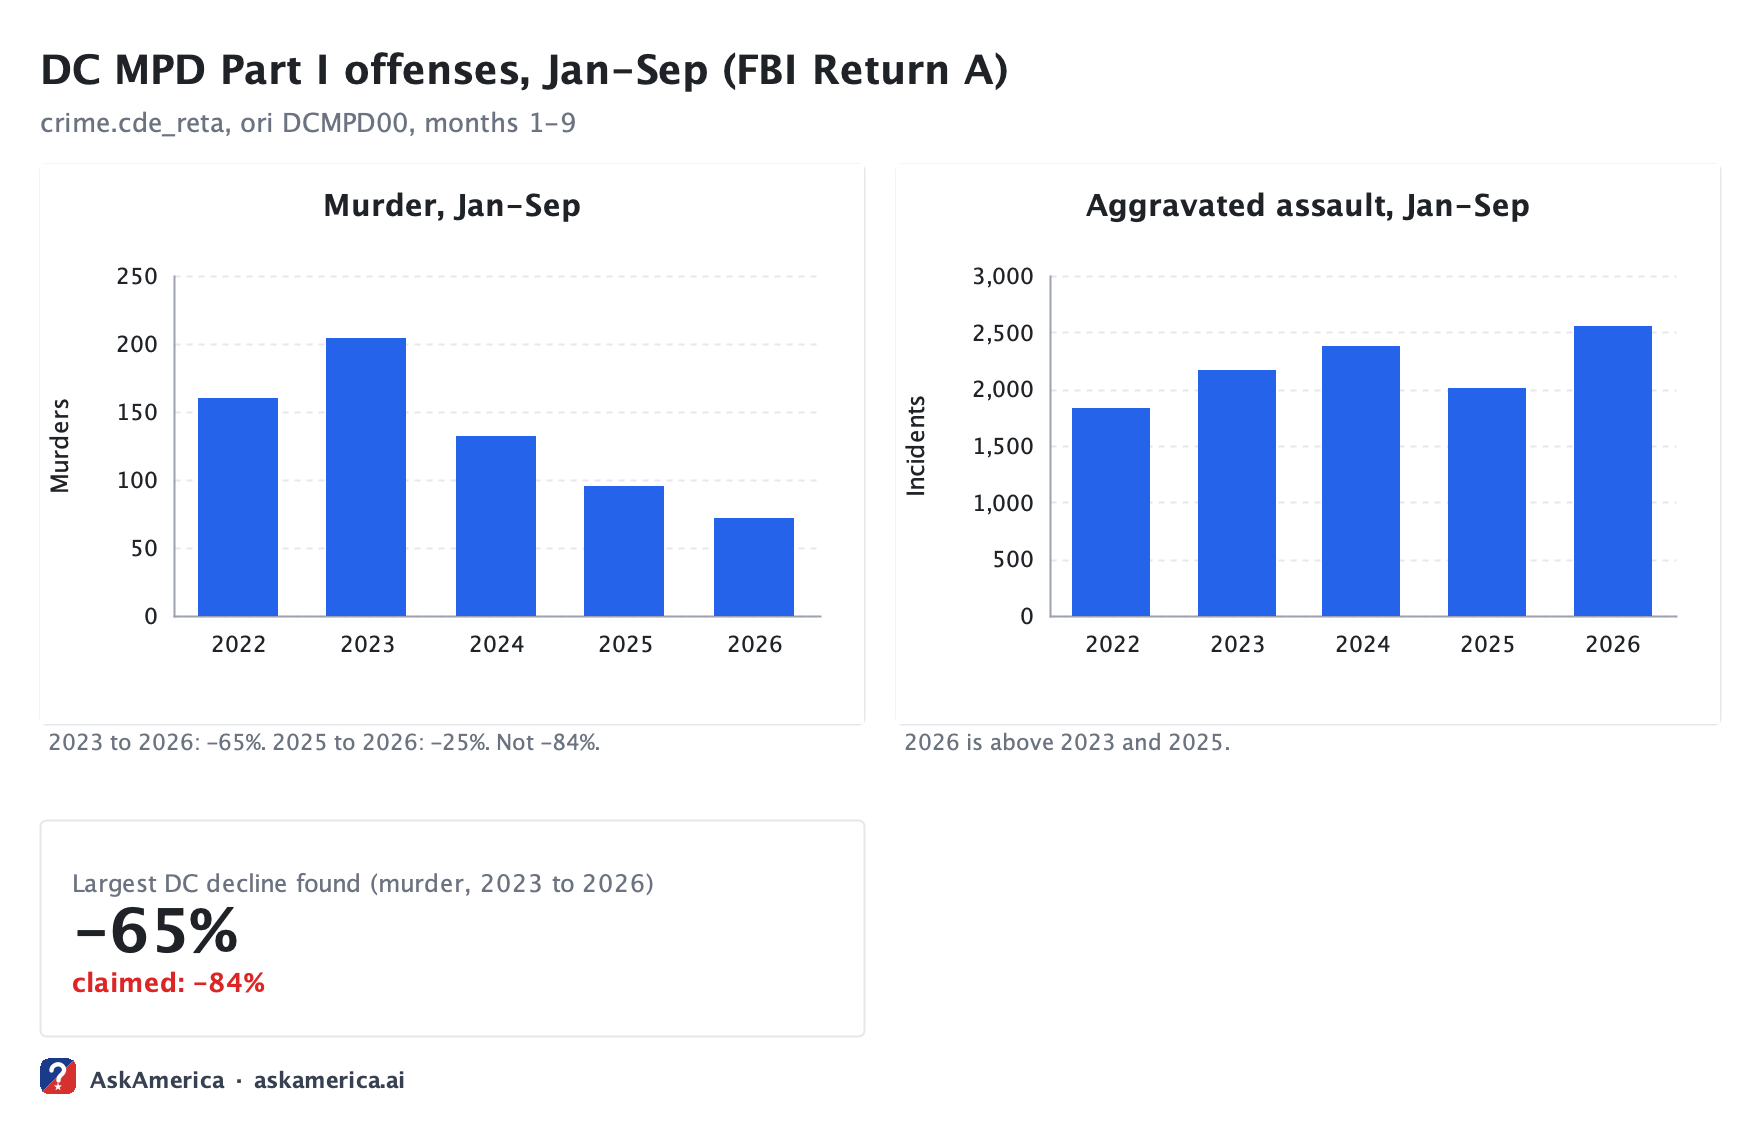 DC MPD Part I offenses, Jan–Sep (FBI Return A)
crime.cde_reta, ori DCMPD00, months 1–9
Murder, Jan–Sep
250
200
150
100
50
0
Murders
2022 2023 2024 2025 2026
2023 to 2026: −65%. 2025 to 2026: −25%. Not −84%.
Aggravated assault, Jan–Sep
3,000
2,500
2,000
1,500
1,000
500
0
Incidents
2022 2023 2024 2025 2026
2026 is above 2023 and 2025.
Largest DC decline found (murder, 2023 to 2026)
−65%
claimed: −84%
?
AskAmerica · askamerica.ai